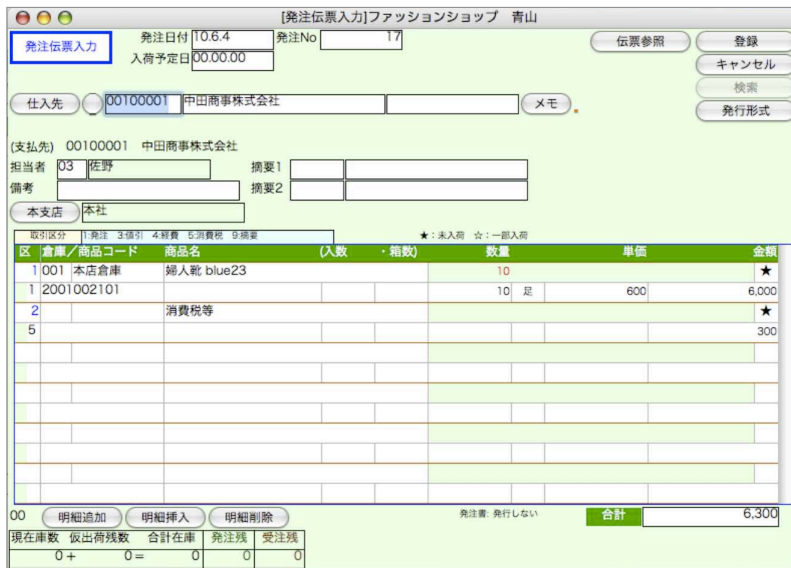 [発注伝票入力]ファッションショップ 青山
発注伝票入力 発注日付 10.6.4 発注No 17 伝票参照 登録
入荷予定日 00.00.00 キャンセル
検索
仕入先 00100001 中田商事株式会社 メモ 発行形式
(支払先) 00100001 中田商事株式会社
担当者 03 佐野 摘要1
備考 摘要2
本支店 本社
取引区分 1:発注 3:値引 4:経費 5:消費税 9:摘要 ★:未入荷 ☆:一部入荷
区 倉庫/商品コード 商品名 (入数 ・箱数) 数量 単価 金額
1 001 本店倉庫 婦人靴 blue23 10 ★
1 2001002101 10 足 600 6,000
2 消費税等 ★
5 300
00 明細追加 明細挿入 明細削除 発注書: 発行しない 合計 6,300
現在庫数 仮出荷残数 合計在庫 発注残 受注残
0 + 0 = 0 0 0